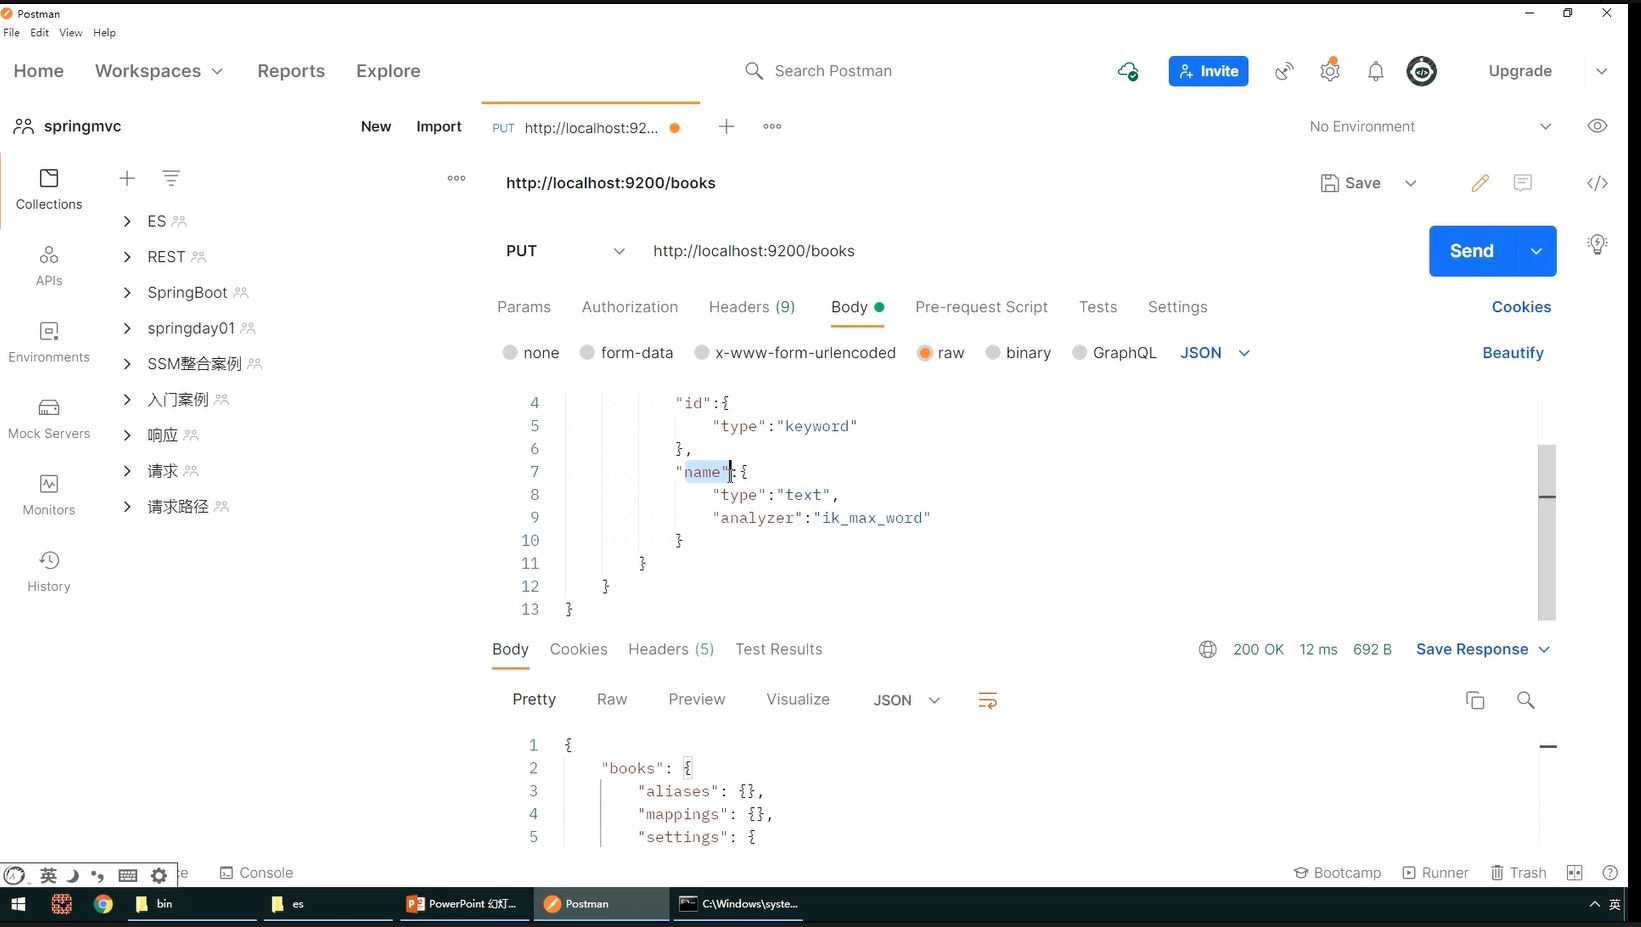 Postman
File Edit View Help
Home Workspaces Reports Explore Search Postman Invite Upgrade
springmvc New Import PUT http://localhost:92... No Environment
Collections
APIs
Environments
Mock Servers
Monitors
History
ES
REST
SpringBoot
springday01
SSM整合案例
入门案例
响应
请求
请求路径
http://localhost:9200/books Save
PUT http://localhost:9200/books Send
Params Authorization Headers (9) Body Pre-request Script Tests Settings Cookies
none form-data x-www-form-urlencoded raw binary GraphQL JSON Beautify
4 "id":{
5 "type":"keyword"
6 },
7 "name":{
8 "type":"text",
9 "analyzer":"ik_max_word"
10 }
11 }
12 }
13 }
Body Cookies Headers (5) Test Results 200 OK 12 ms 692 B Save Response
Pretty Raw Preview Visualize JSON
1 {
2 "books": {
3 "aliases": {},
4 "mappings": {},
5 "settings": {
英 ce Console Bootcamp Runner Trash
bin es PowerPoint 幻灯... Postman C:\Windows\syste... 英